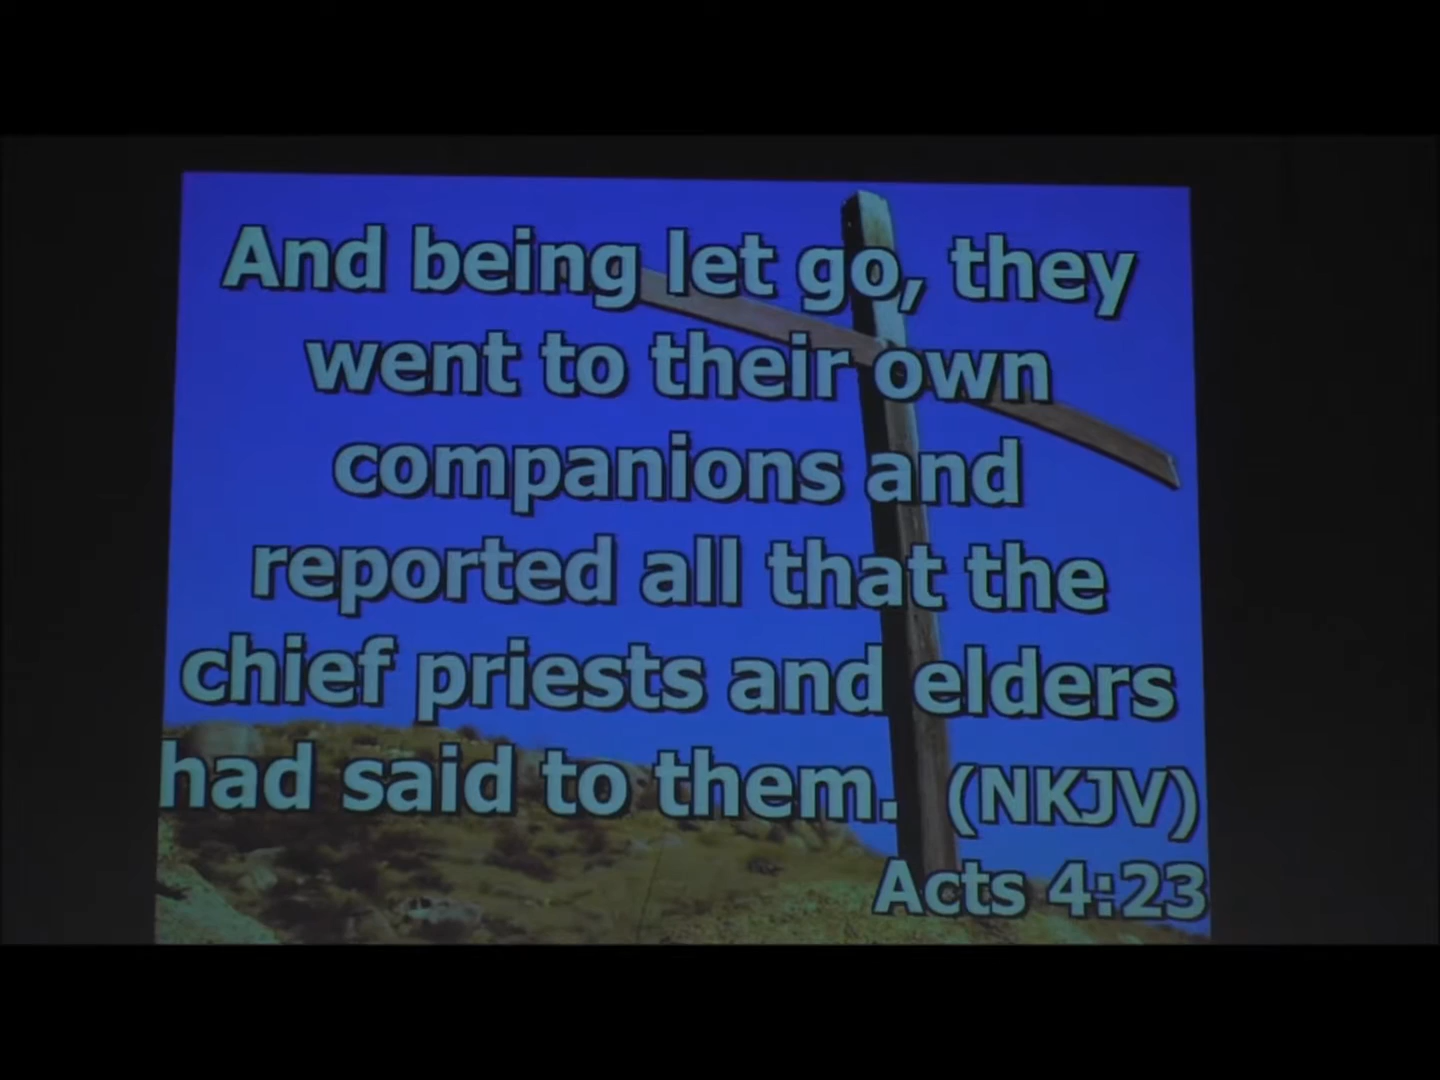 And being let go, they
went to their own
companions and
reported all that the
chief priests and elders
had said to them. (NKJV)
Acts 4:23